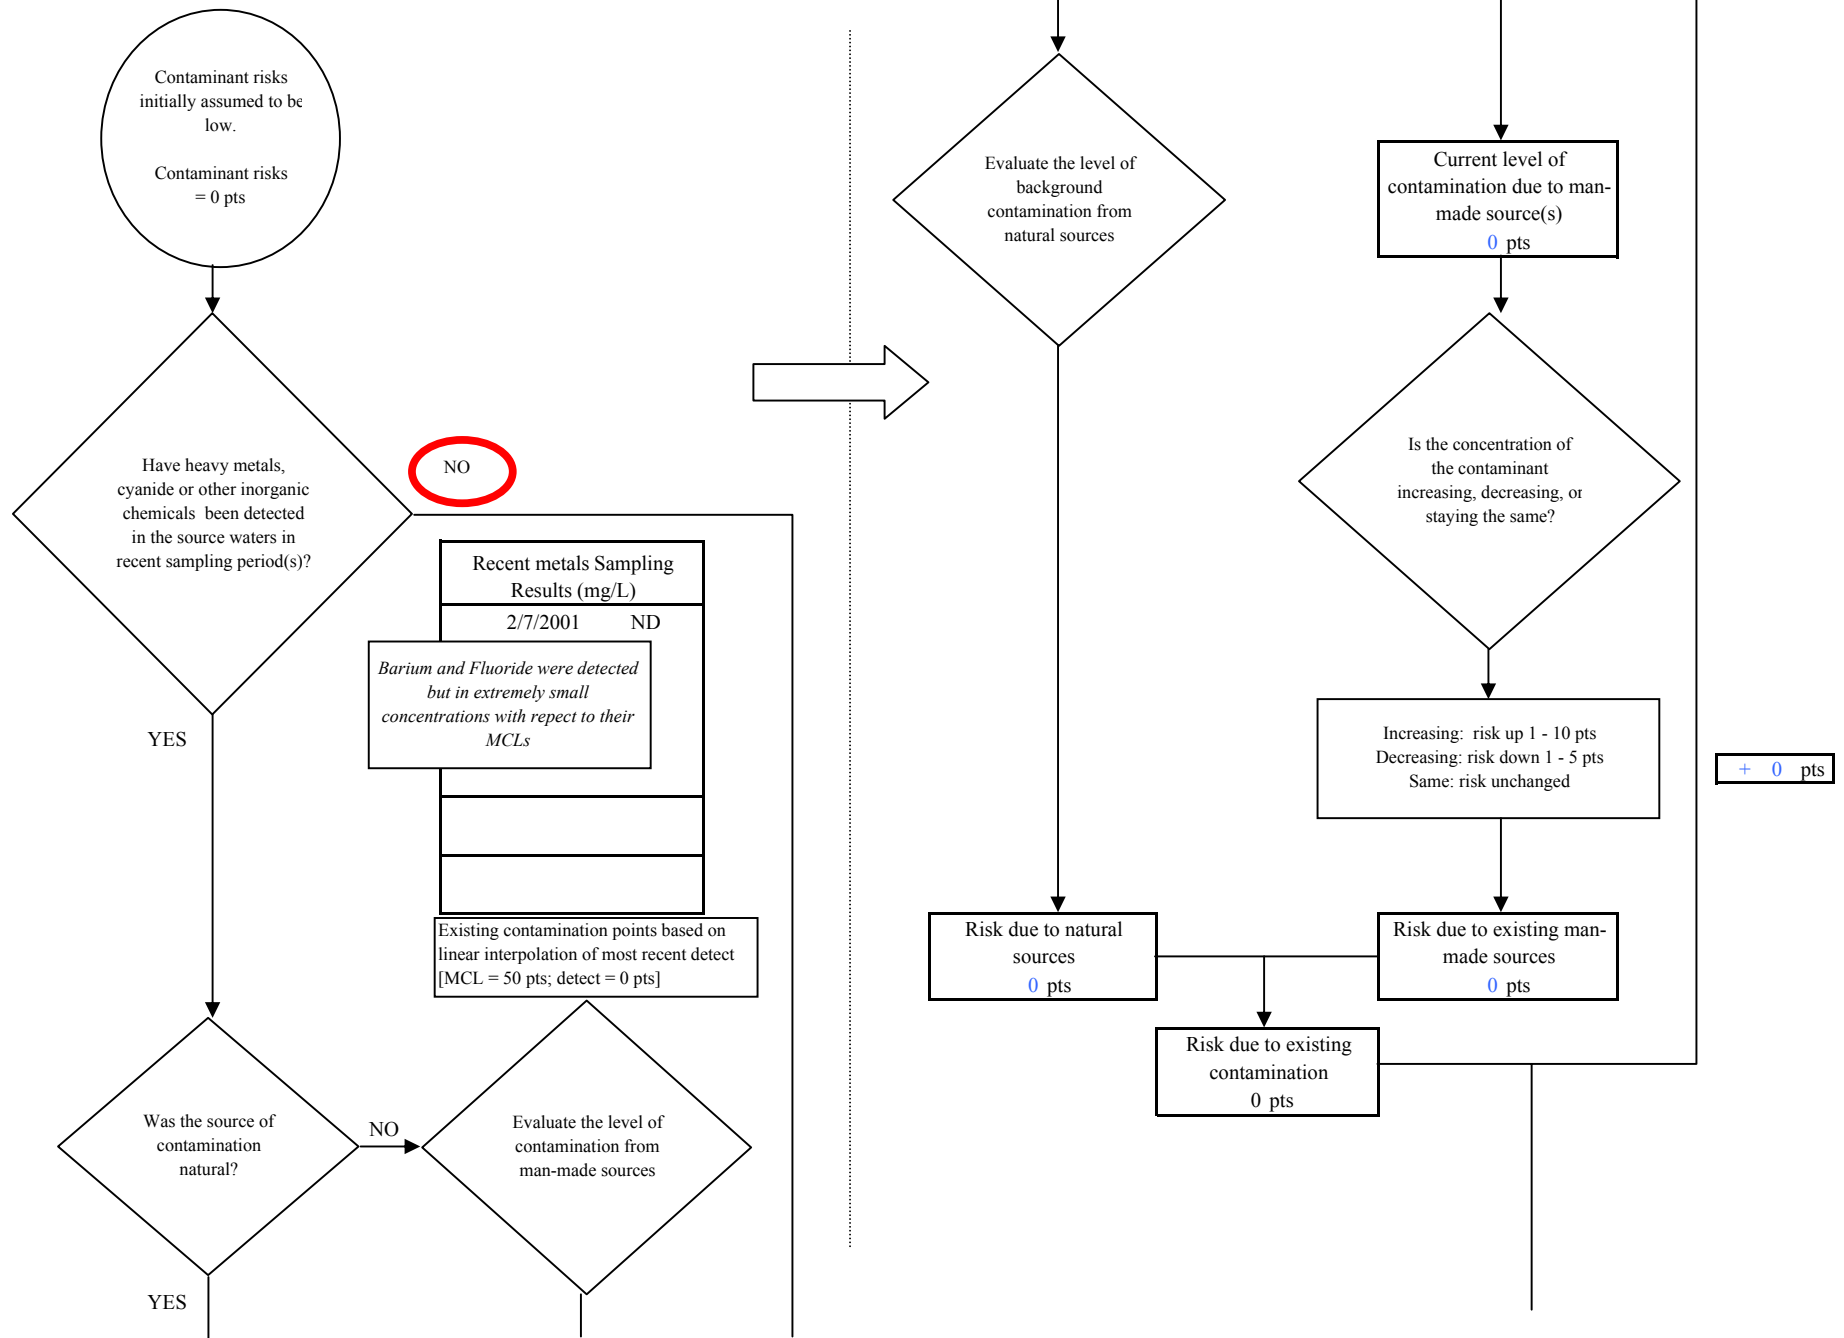 Contaminant risks
initially assumed to be
low.
Contaminant risks
= 0 pts
Have heavy metals,
cyanide or other inorganic
chemicals been detected
in the source waters in
recent sampling period(s)?
NO
Recent metals Sampling
Results (mg/L)
2/7/2001 ND
Barium and Fluoride were detected
but in extremely small
concentrations with repect to their
MCLs
YES
Existing contamination points based on
linear interpolation of most recent detect
[MCL = 50 pts; detect = 0 pts]
Was the source of
contamination
natural?
NO
Evaluate the level of
contamination from
man-made sources
YES
Evaluate the level of
background
contamination from
natural sources
Current level of
contamination due to man-
made source(s)
0 pts
Is the concentration of
the contaminant
increasing, decreasing, or
staying the same?
Increasing: risk up 1 - 10 pts
Decreasing: risk down 1 - 5 pts
Same: risk unchanged
+ 0 pts
Risk due to natural
sources
0 pts
Risk due to existing man-
made sources
0 pts
Risk due to existing
contamination
0 pts